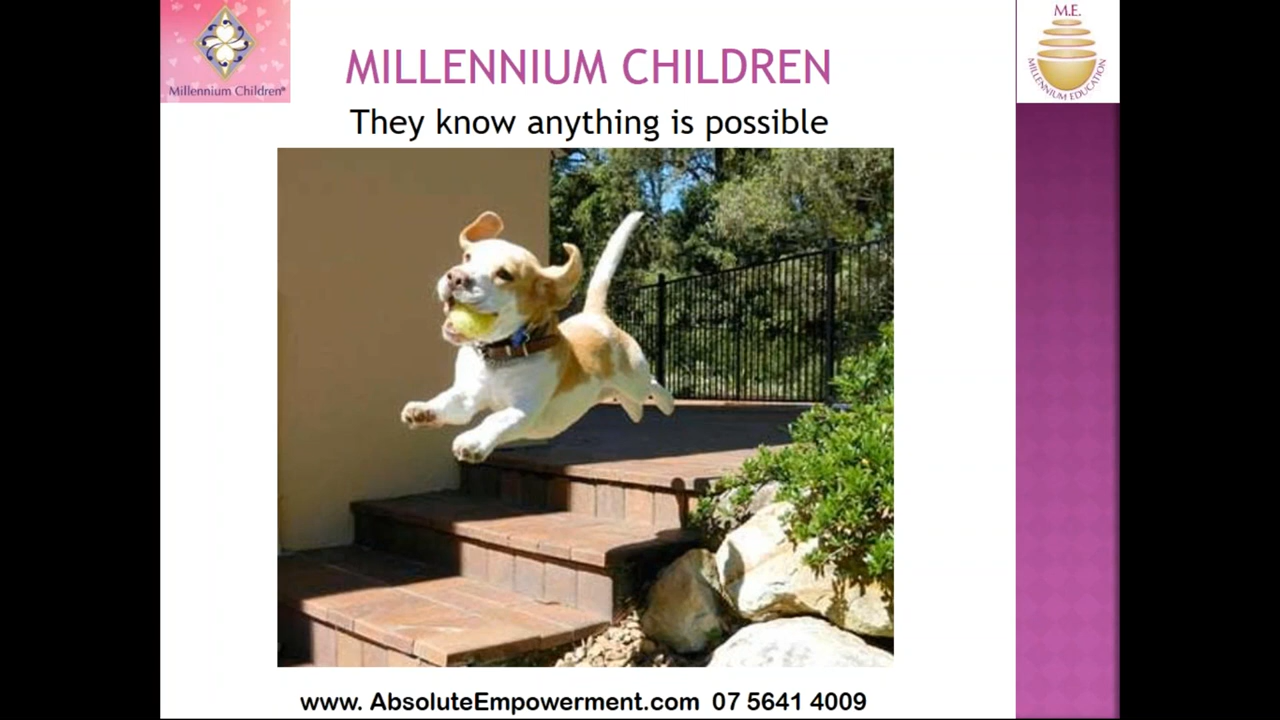 Millennium Children®
M.E.
MILLENNIUM EDUCATION
MILLENNIUM CHILDREN
They know anything is possible
www. AbsoluteEmpowerment.com 07 5641 4009